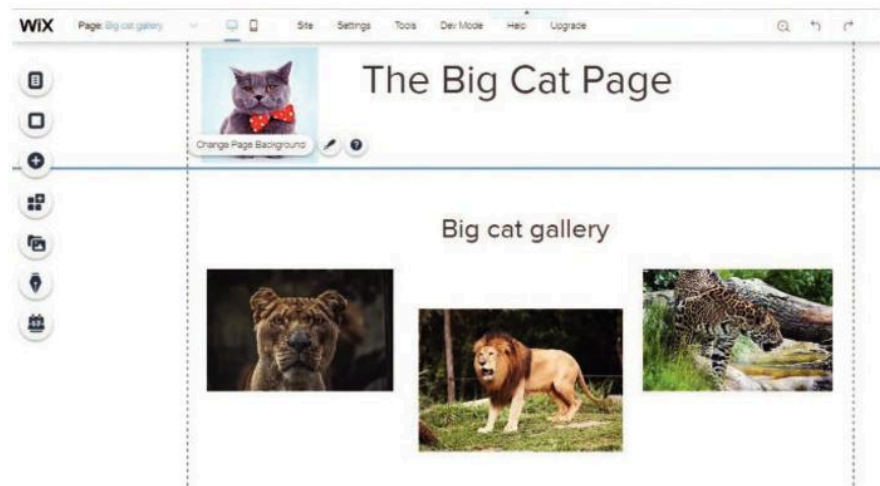 WiX Page: Big cat gallery Site Settings Tools Dev Mode Help Upgrade
The Big Cat Page
Change Page Background
Big cat gallery